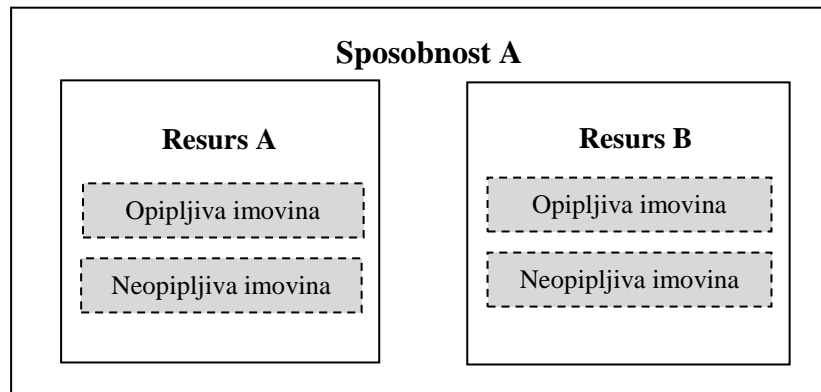 Sposobnost A
Resurs A
Opipljiva imovina
Neopipljiva imovina
Resurs B
Opipljiva imovina
Neopipljiva imovina